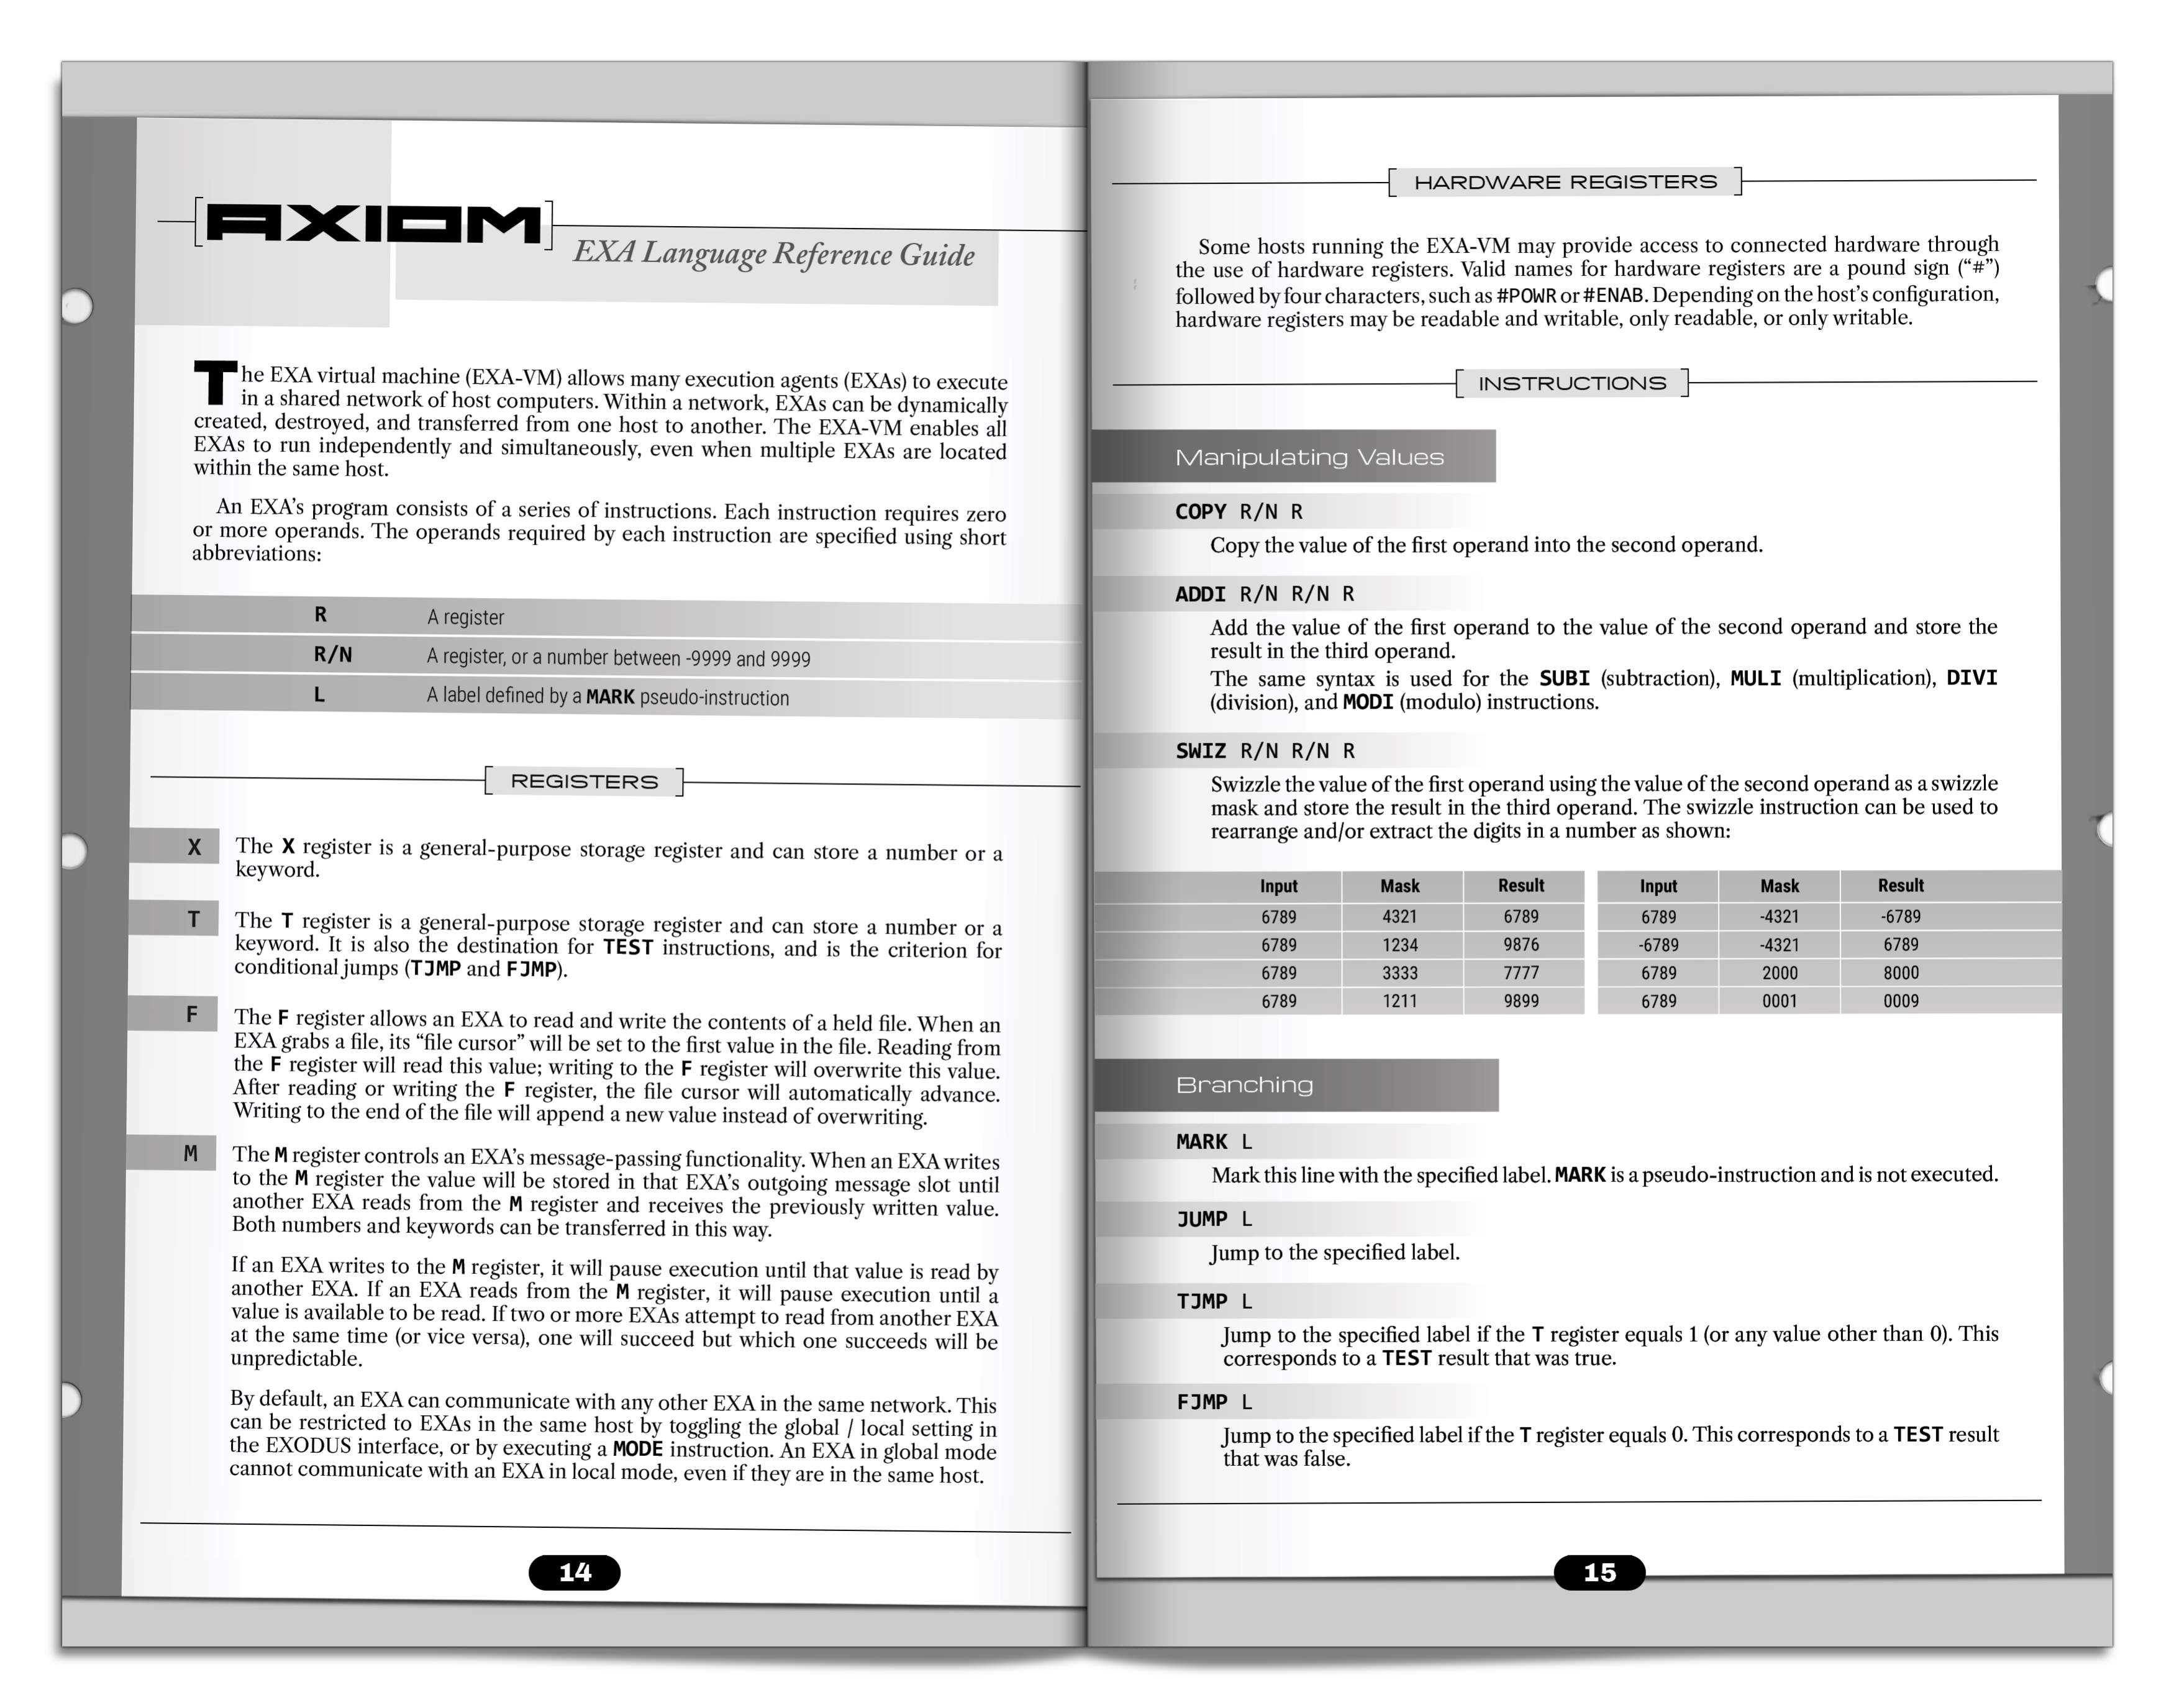 AXIOM
EXA Language Reference Guide
The EXA virtual machine (EXA-VM) allows many execution agents (EXAs) to execute
in a shared network of host computers. Within a network, EXAs can be dynamically
created, destroyed, and transferred from one host to another. The EXA-VM enables all
EXAs to run independently and simultaneously, even when multiple EXAs are located
within the same host.
An EXA’s program consists of a series of instructions. Each instruction requires zero
or more operands. The operands required by each instruction are specified using short
abbreviations:
R A register
R/N A register, or a number between -9999 and 9999
L A label defined by a MARK pseudo-instruction
REGISTERS
X The X register is a general-purpose storage register and can store a number or a
keyword.
T The T register is a general-purpose storage register and can store a number or a
keyword. It is also the destination for TEST instructions, and is the criterion for
conditional jumps (TJMP and FJMP).
F The F register allows an EXA to read and write the contents of a held file. When an
EXA grabs a file, its “file cursor” will be set to the first value in the file. Reading from
the F register will read this value; writing to the F register will overwrite this value.
After reading or writing the F register, the file cursor will automatically advance.
Writing to the end of the file will append a new value instead of overwriting.
M The M register controls an EXA’s message-passing functionality. When an EXA writes
to the M register the value will be stored in that EXA’s outgoing message slot until
another EXA reads from the M register and receives the previously written value.
Both numbers and keywords can be transferred in this way.
If an EXA writes to the M register, it will pause execution until that value is read by
another EXA. If an EXA reads from the M register, it will pause execution until a
value is available to be read. If two or more EXAs attempt to read from another EXA
at the same time (or vice versa), one will succeed but which one succeeds will be
unpredictable.
By default, an EXA can communicate with any other EXA in the same network. This
can be restricted to EXAs in the same host by toggling the global / local setting in
the EXODUS interface, or by executing a MODE instruction. An EXA in global mode
cannot communicate with an EXA in local mode, even if they are in the same host.
14
HARDWARE REGISTERS
Some hosts running the EXA-VM may provide access to connected hardware through
the use of hardware registers. Valid names for hardware registers are a pound sign (“#”)
followed by four characters, such as #POWR or #ENAB. Depending on the host’s configuration,
hardware registers may be readable and writable, only readable, or only writable.
INSTRUCTIONS
Manipulating Values
COPY R/N R
Copy the value of the first operand into the second operand.
ADDI R/N R/N R
Add the value of the first operand to the value of the second operand and store the
result in the third operand.
The same syntax is used for the SUBI (subtraction), MULI (multiplication), DIVI
(division), and MODI (modulo) instructions.
SWIZ R/N R/N R
Swizzle the value of the first operand using the value of the second operand as a swizzle
mask and store the result in the third operand. The swizzle instruction can be used to
rearrange and/or extract the digits in a number as shown:
Input Mask Result Input Mask Result
6789 4321 6789 6789 -4321 -6789
6789 1234 9876 -6789 -4321 6789
6789 3333 7777 6789 2000 8000
6789 1211 9899 6789 0001 0009
Branching
MARK L
Mark this line with the specified label. MARK is a pseudo-instruction and is not executed.
JUMP L
Jump to the specified label.
TJMP L
Jump to the specified label if the T register equals 1 (or any value other than 0). This
corresponds to a TEST result that was true.
FJMP L
Jump to the specified label if the T register equals 0. This corresponds to a TEST result
that was false.
15